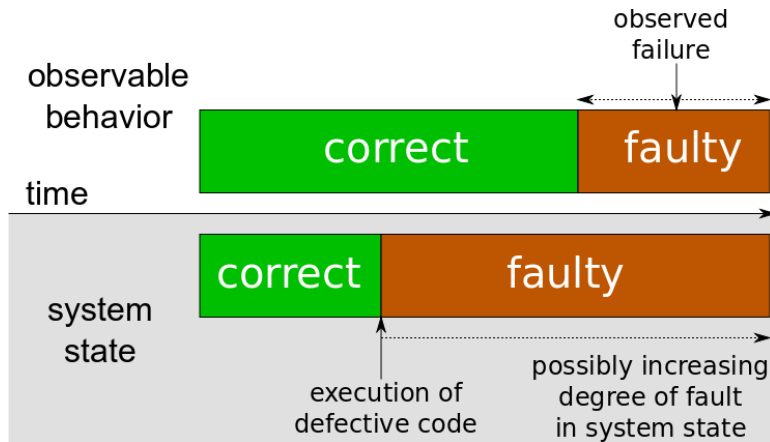 observed
failure
observable
behavior
correct
faulty
time
correct
faulty
system
state
execution of
defective code
possibly increasing
degree of fault
in system state